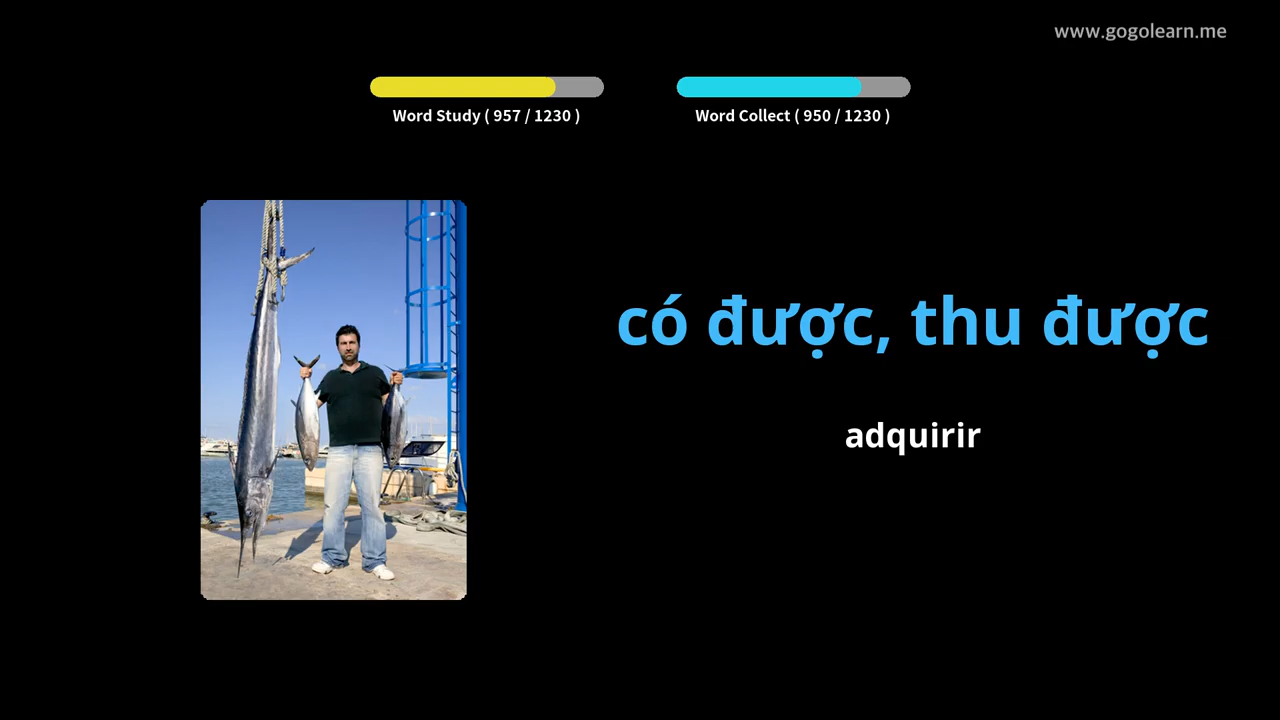 www.gogolearn.me
Word Study ( 957 / 1230 )
Word Collect ( 950 / 1230 )
có được, thu được
adquirir